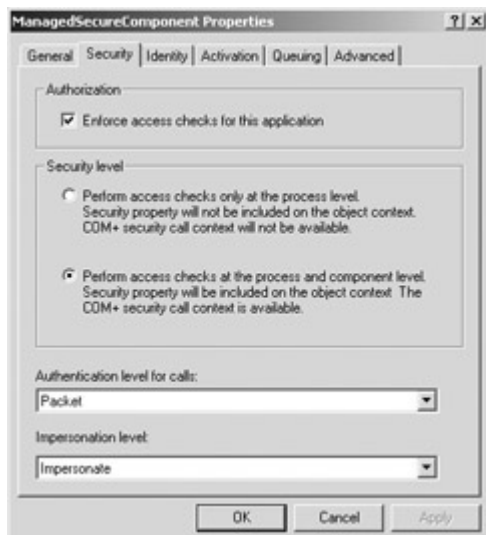 ManagedSecureComponent Properties
General Security Identity Activation Queuing Advanced
Authorization
Enforce access checks for this application
Security level
Perform access checks only at the process level.
Security property will not be included on the object context.
COM+ security call context will not be available.
Perform access checks at the process and component level.
Security property will be included on the object context The
COM+ security call context is available.
Authentication level for calls:
Packet
Impersonation level:
Impersonate
OK Cancel Apply